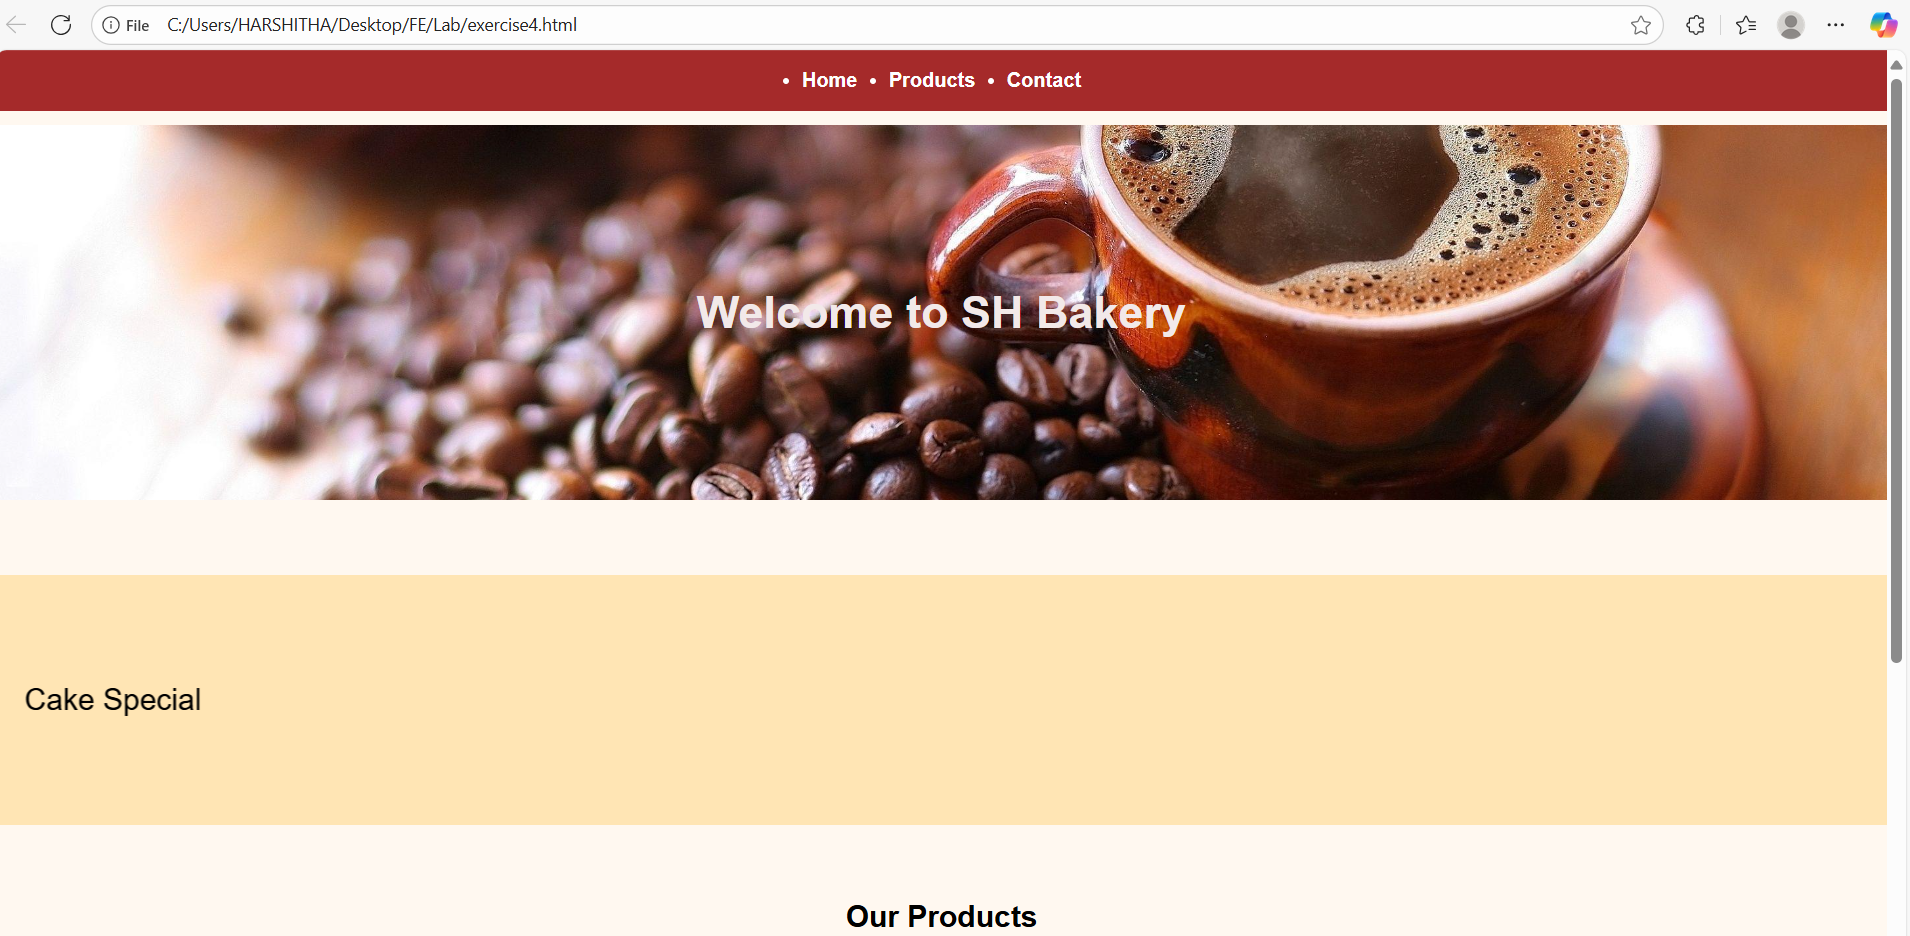 File C:/Users/HARSHITHA/Desktop/FE/Lab/exercise4.html
• Home • Products • Contact
Welcome to SH Bakery
Cake Special
Our Products